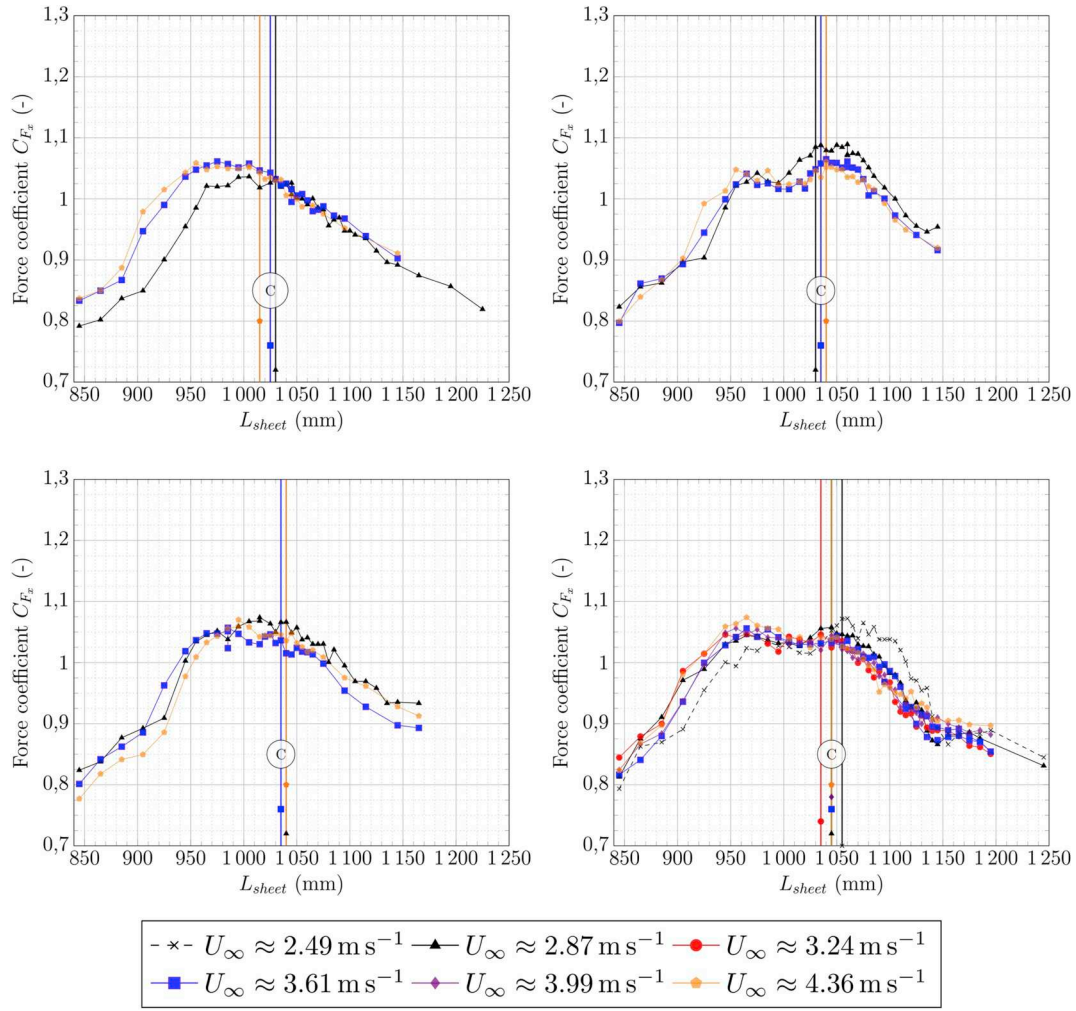 1,3
1,2
1,1
1
0,9
0,8
0,7
Force coefficient C_{F_x} (-)
C
850 900 950 1 000 1 050 1 100 1 150 1 200 1 250
L_{sheet} (mm)
1,3
1,2
1,1
1
0,9
0,8
0,7
Force coefficient C_{F_x} (-)
C
850 900 950 1 000 1 050 1 100 1 150 1 200 1 250
L_{sheet} (mm)
1,3
1,2
1,1
1
0,9
0,8
0,7
Force coefficient C_{F_x} (-)
C
850 900 950 1 000 1 050 1 100 1 150 1 200 1 250
L_{sheet} (mm)
1,3
1,2
1,1
1
0,9
0,8
0,7
Force coefficient C_{F_x} (-)
C
850 900 950 1 000 1 050 1 100 1 150 1 200 1 250
L_{sheet} (mm)
U_∞ ≈ 2.49 m s⁻¹ U_∞ ≈ 2.87 m s⁻¹ U_∞ ≈ 3.24 m s⁻¹
U_∞ ≈ 3.61 m s⁻¹ U_∞ ≈ 3.99 m s⁻¹ U_∞ ≈ 4.36 m s⁻¹